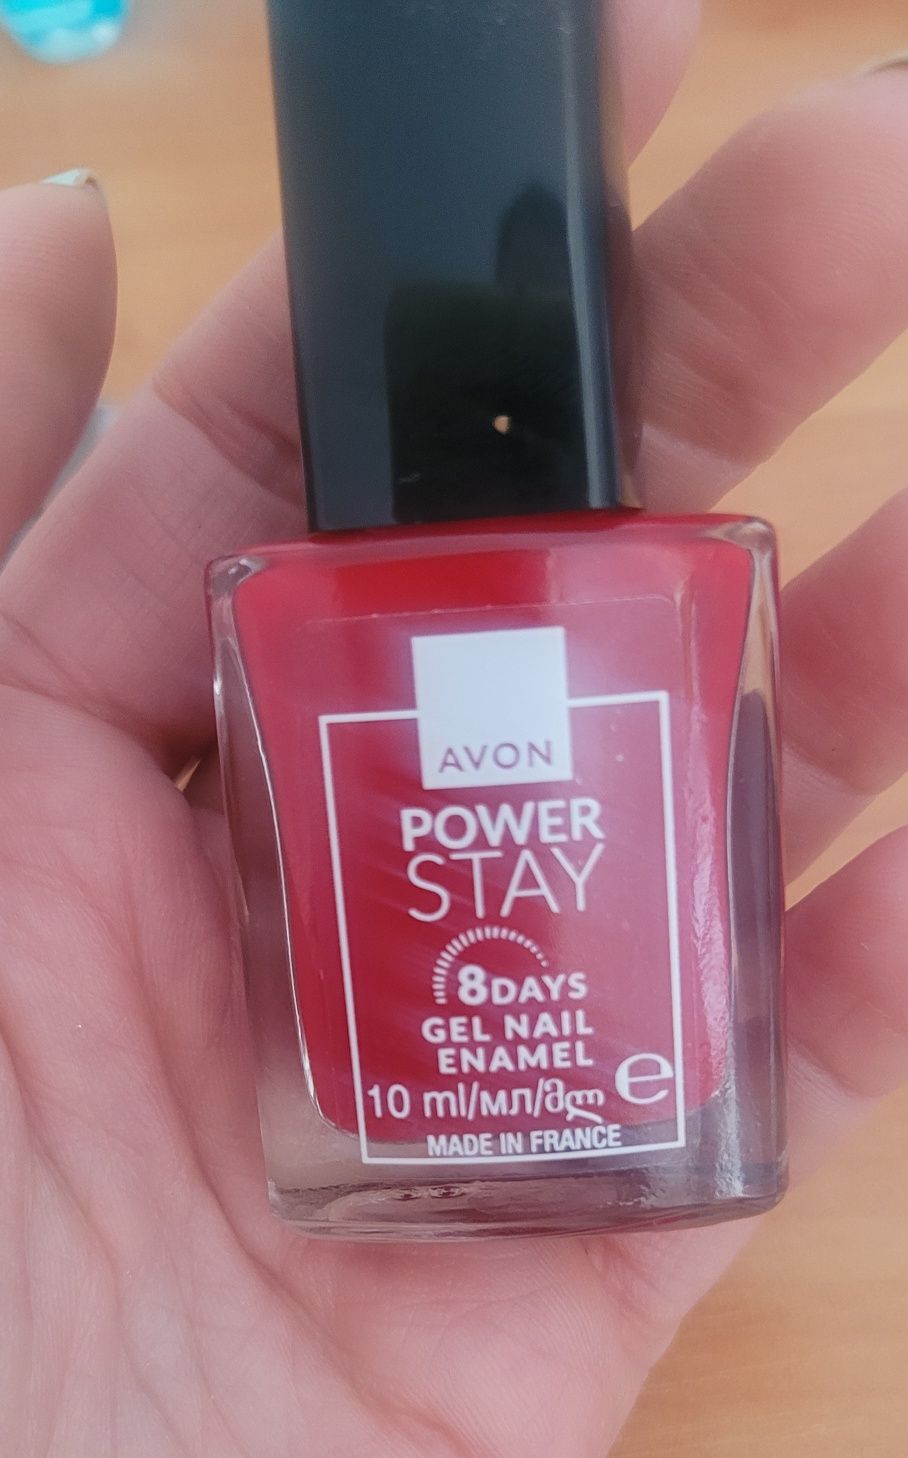 AVON
POWER
STAY
8DAYS
GEL NAIL
ENAMEL
10 ml/мл/მლ e
MADE IN FRANCE